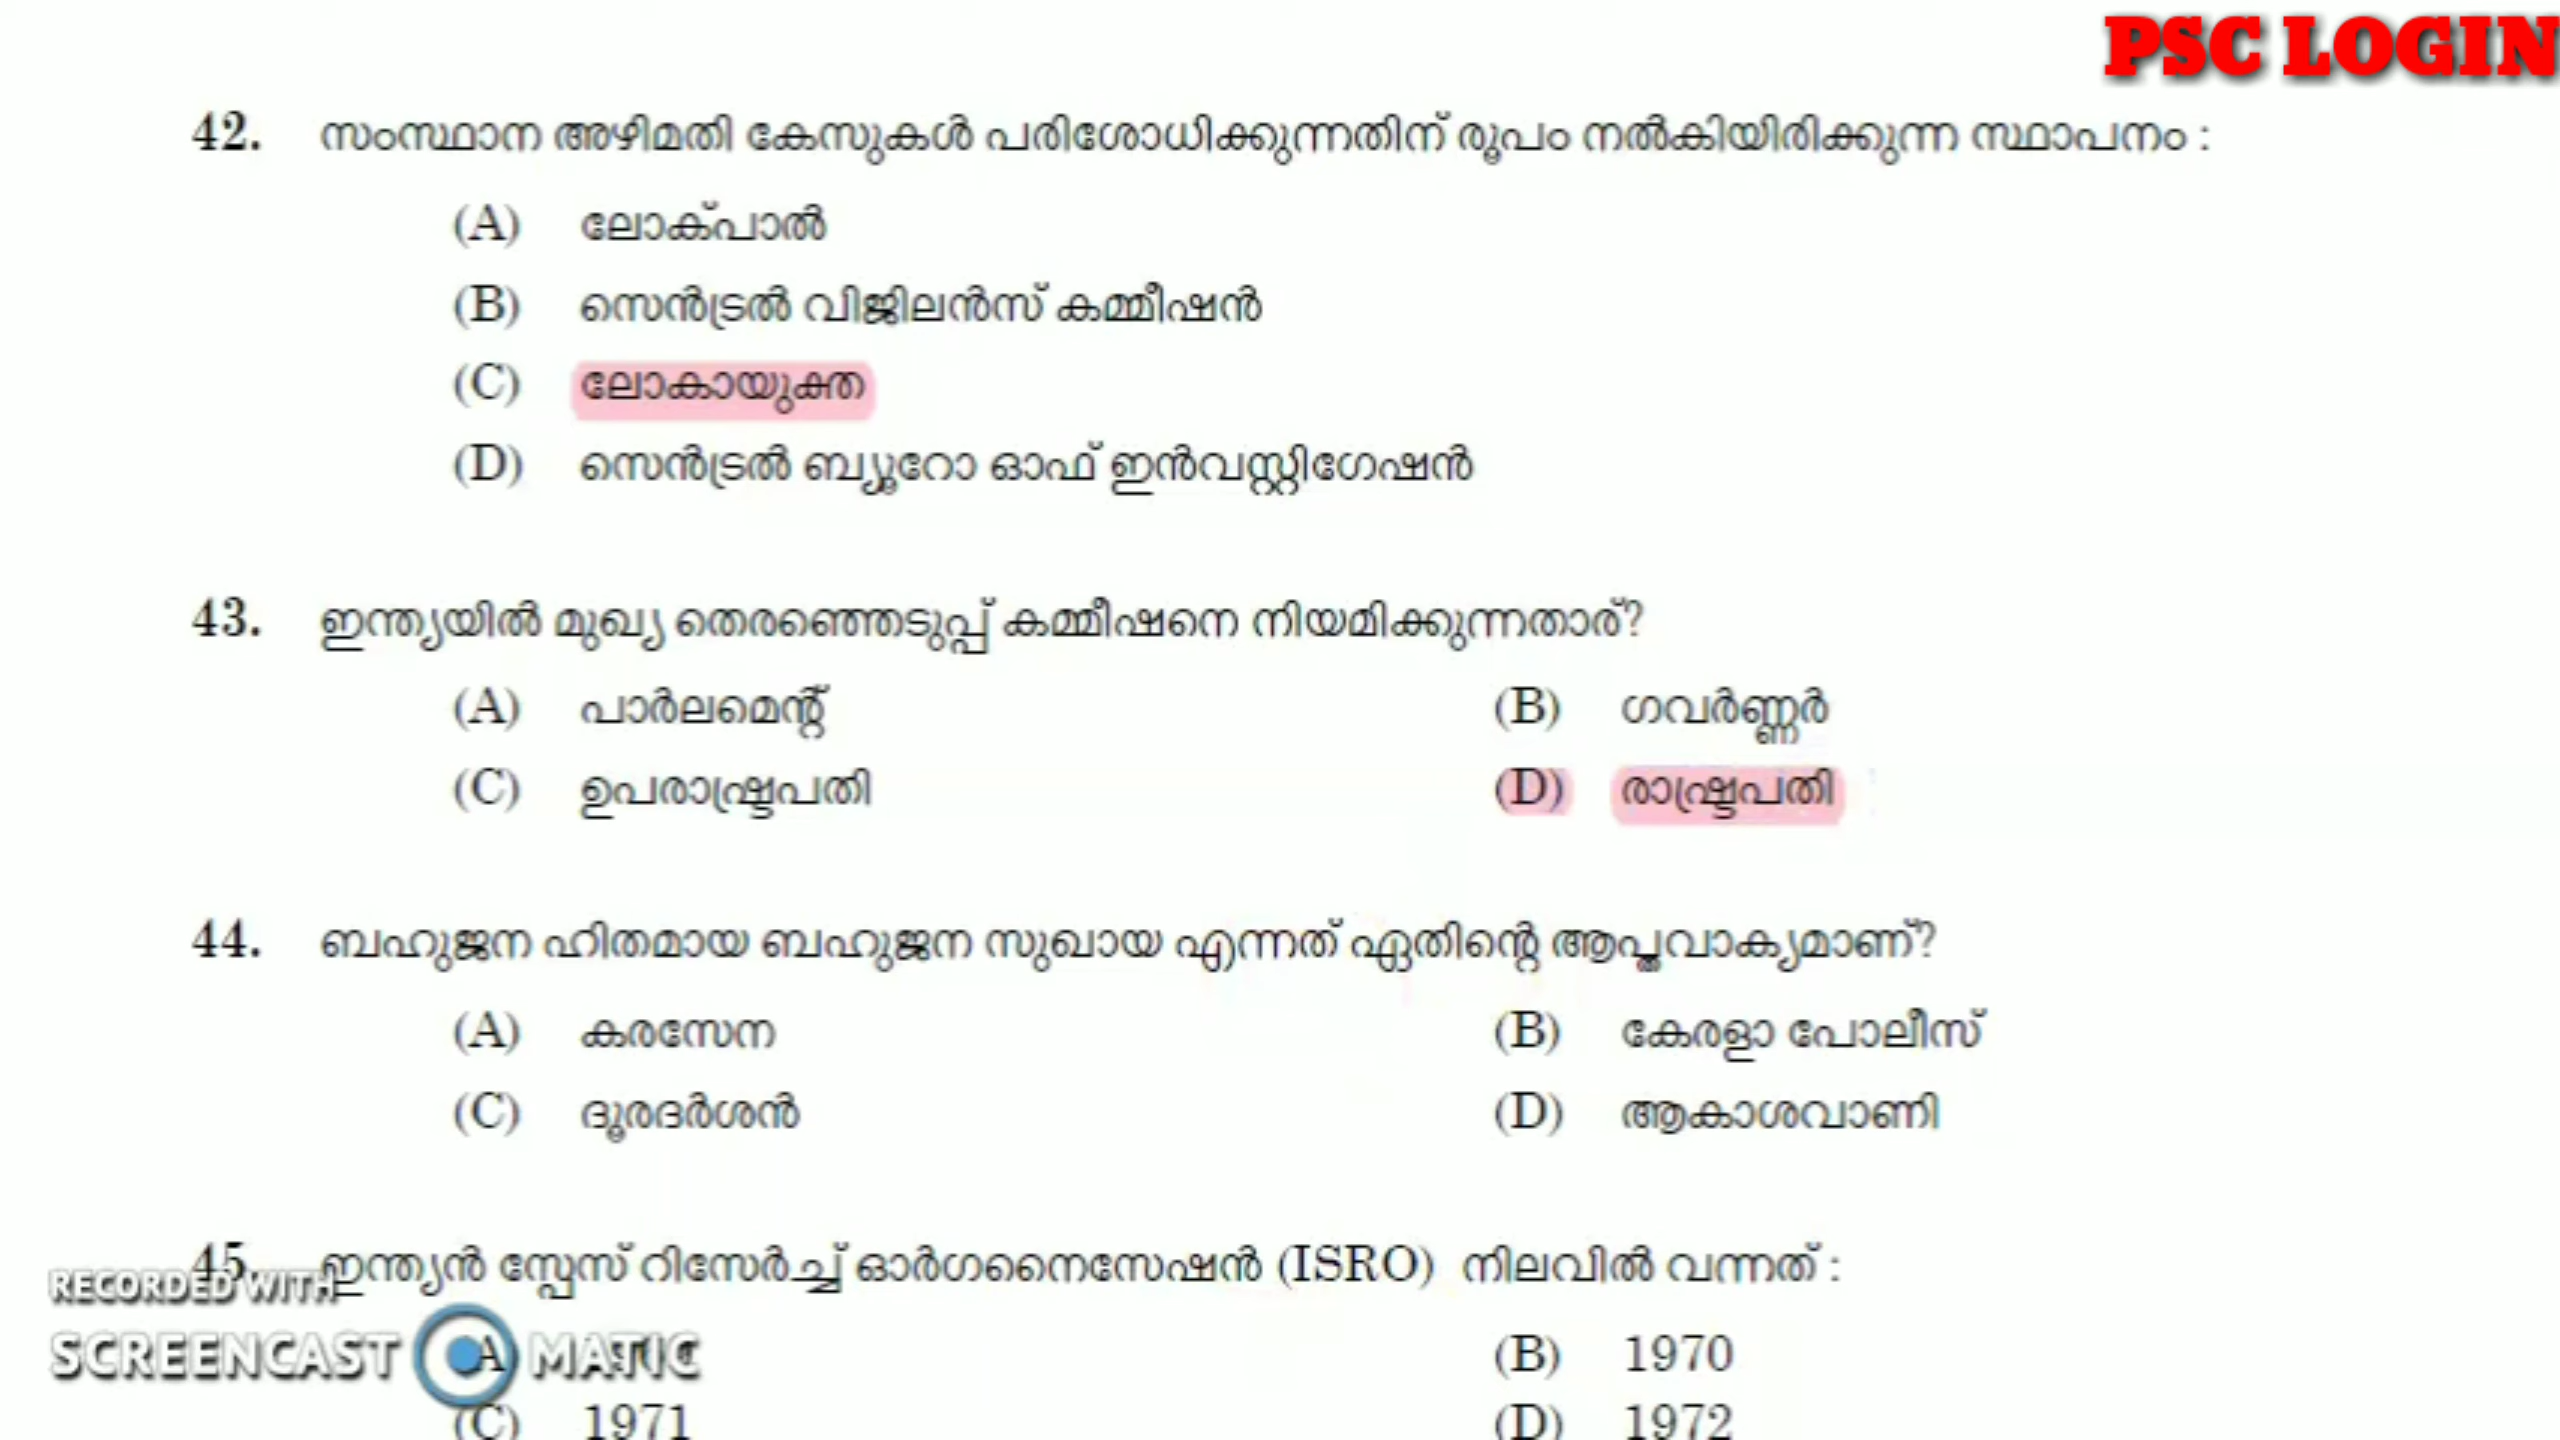 PSC LOGIN
42. സംസ്ഥാന അഴിമതി കേസുകൾ പരിശോധിക്കുന്നതിന് രൂപം നൽകിയിരിക്കുന്ന സ്ഥാപനം :
(A) ലോക്പാൽ
(B) സെൻട്രൽ വിജിലൻസ് കമ്മീഷൻ
(C) ലോകായുക്ത
(D) സെൻട്രൽ ബ്യൂറോ ഓഫ് ഇൻവസ്റ്റിഗേഷൻ
43. ഇന്ത്യയിൽ മുഖ്യ തെരഞ്ഞെടുപ്പ് കമ്മീഷനെ നിയമിക്കുന്നതാര്?
(A) പാർലമെന്റ് (B) ഗവർണ്ണർ
(C) ഉപരാഷ്ട്രപതി (D) രാഷ്ട്രപതി
44. ബഹുജന ഹിതമായ ബഹുജന സുഖായ എന്നത് ഏതിന്റെ ആപ്തവാക്യമാണ്?
(A) കരസേന (B) കേരളാ പോലീസ്
(C) ദൂരദർശൻ (D) ആകാശവാണി
45. ഇന്ത്യൻ സ്പേസ് റിസേർച്ച് ഓർഗനൈസേഷൻ (ISRO) നിലവിൽ വന്നത് :
RECORDED WITH
SCREENCAST MATIC
(B) 1970
(C) 1971 (D) 1972